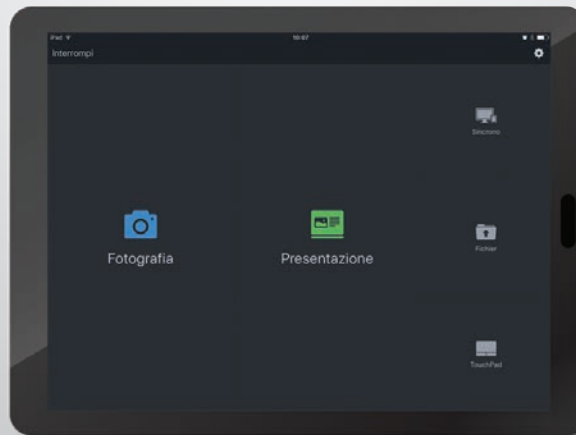 iPad
10:07
Interrompi
Sincrono
Fotografia
Presentazione
Fichier
TouchPad